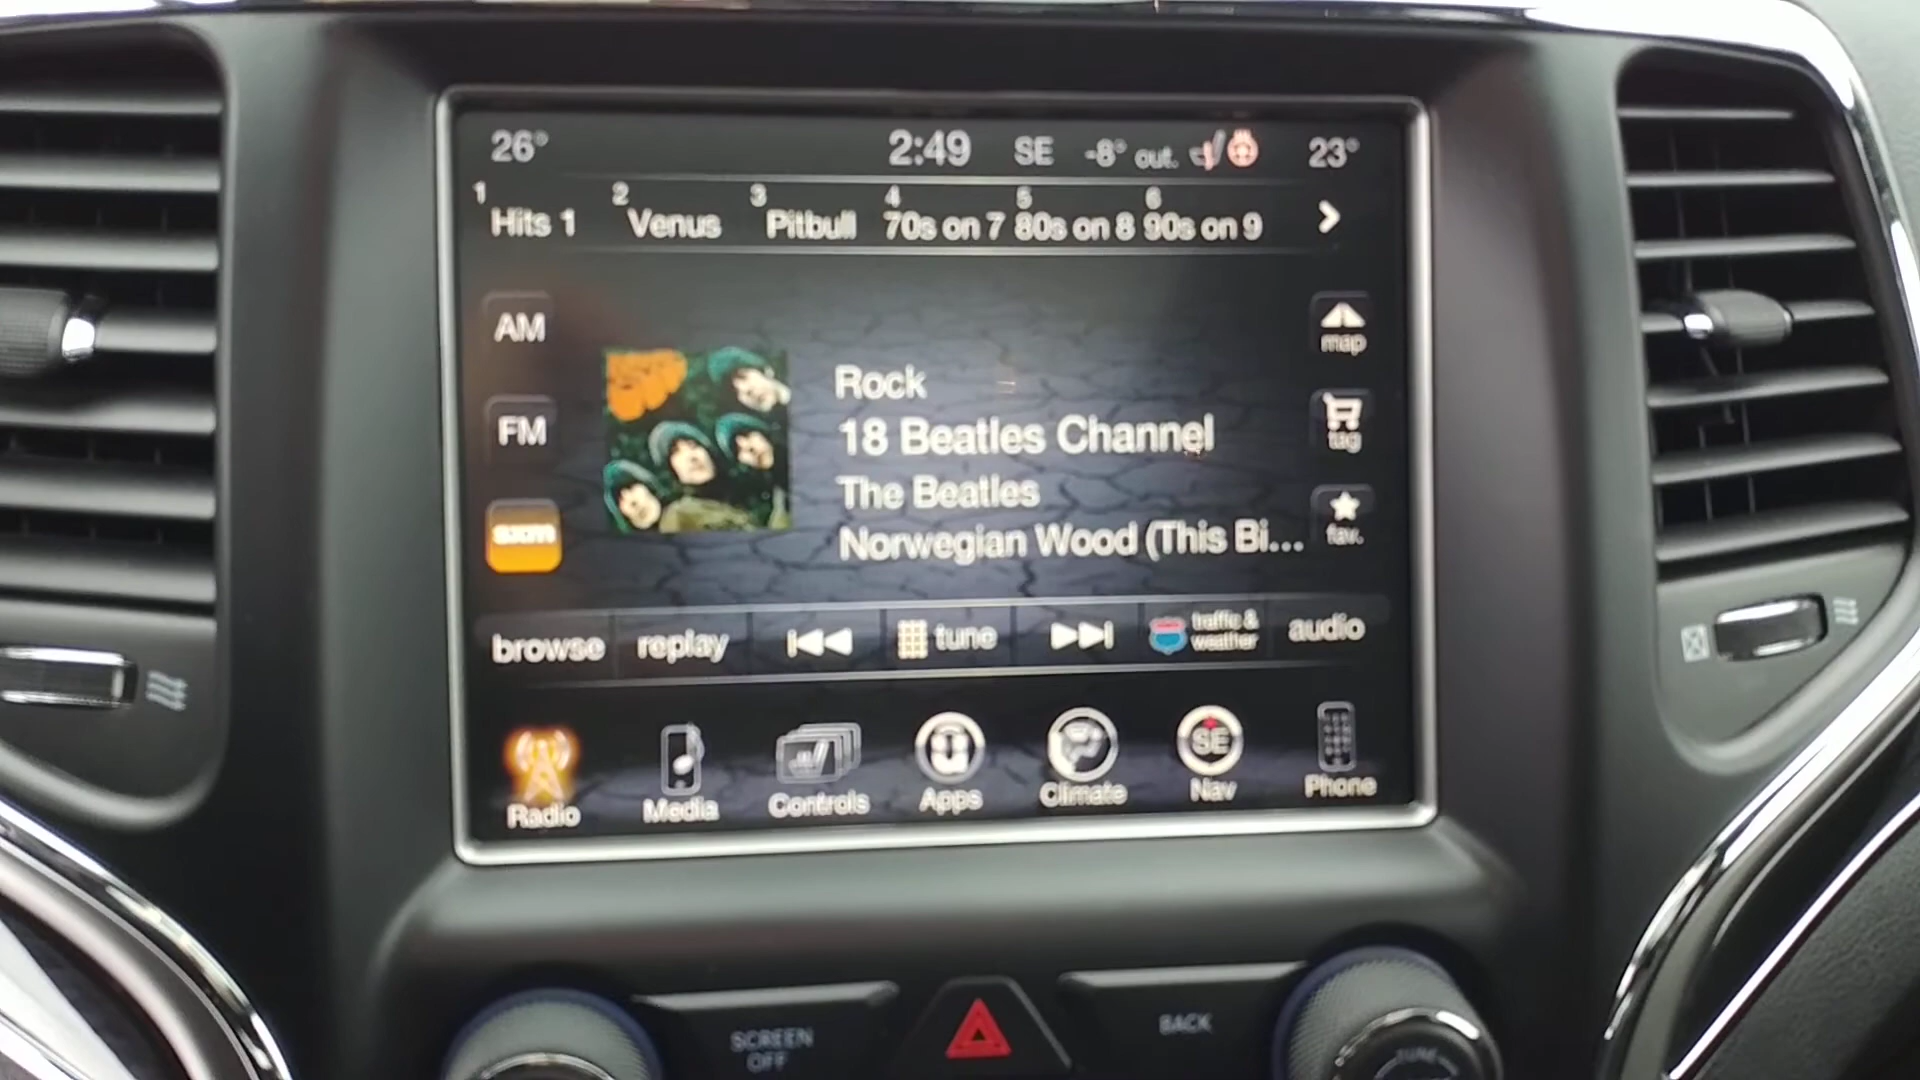 26° 2:49 SE -8° out. 23°
1 2 3 4 5 6
Hits 1 Venus Pitbull 70s on 7 80s on 8 90s on 9
AM
map
Rock
FM
18 Beatles Channel
tag
The Beatles
sxm
Norwegian Wood (This Bi...
fav.
browse replay tune traffic & weather audio
SE
Radio Media Controls Apps Climate Nav Phone
SCREEN
OFF
BACK
TUNE